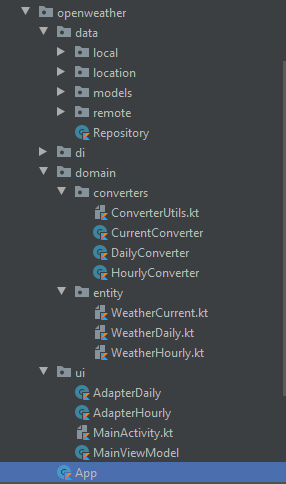 openweather
data
local
location
models
remote
Repository
di
domain
converters
ConverterUtils.kt
CurrentConverter
DailyConverter
HourlyConverter
entity
WeatherCurrent.kt
WeatherDaily.kt
WeatherHourly.kt
ui
AdapterDaily
AdapterHourly
MainActivity.kt
MainViewModel
App